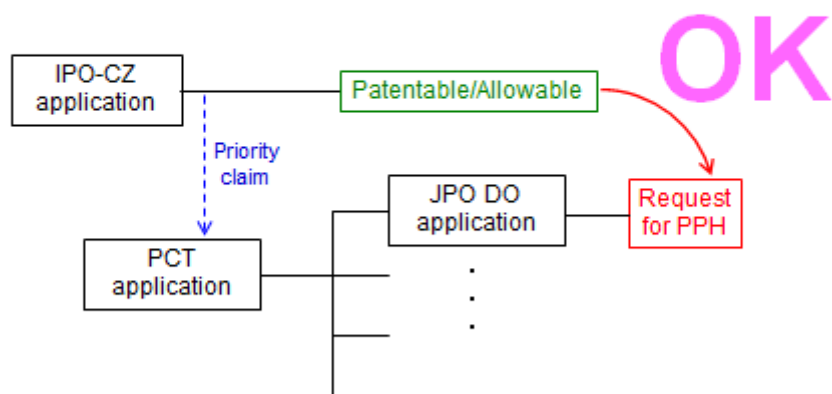 OK
IPO-CZ
application
Patentable/Allowable
Priority
claim
JPO DO
application
Request
for PPH
PCT
application